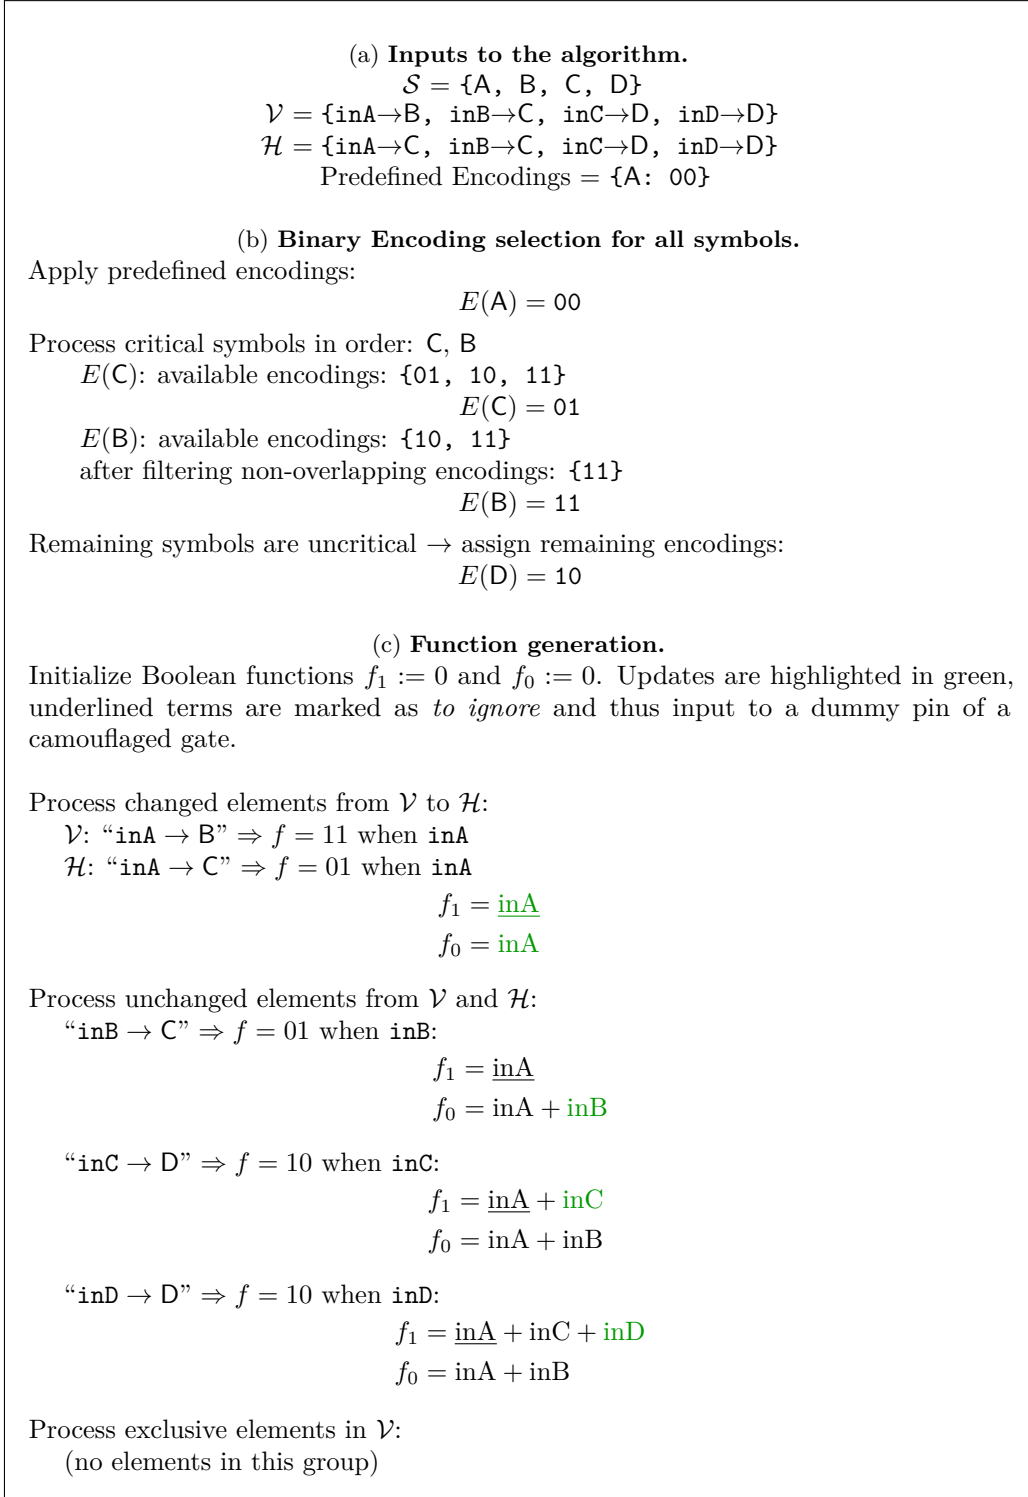 (a) Inputs to the algorithm.
𝒮 = {A, B, C, D}
𝒱 = {inA→B, inB→C, inC→D, inD→D}
ℋ = {inA→C, inB→C, inC→D, inD→D}
Predefined Encodings = {A: 00}
(b) Binary Encoding selection for all symbols.
Apply predefined encodings:
E(A) = 00
Process critical symbols in order: C, B
E(C): available encodings: {01, 10, 11}
E(C) = 01
E(B): available encodings: {10, 11}
after filtering non-overlapping encodings: {11}
E(B) = 11
Remaining symbols are uncritical → assign remaining encodings:
E(D) = 10
(c) Function generation.
Initialize Boolean functions f₁ := 0 and f₀ := 0. Updates are highlighted in green,
underlined terms are marked as to ignore and thus input to a dummy pin of a
camouflaged gate.
Process changed elements from 𝒱 to ℋ:
𝒱: “inA → B” ⇒ f = 11 when inA
ℋ: “inA → C” ⇒ f = 01 when inA
f₁ = inA
f₀ = inA
Process unchanged elements from 𝒱 and ℋ:
“inB → C” ⇒ f = 01 when inB:
f₁ = inA
f₀ = inA + inB
“inC → D” ⇒ f = 10 when inC:
f₁ = inA + inC
f₀ = inA + inB
“inD → D” ⇒ f = 10 when inD:
f₁ = inA + inC + inD
f₀ = inA + inB
Process exclusive elements in 𝒱:
(no elements in this group)